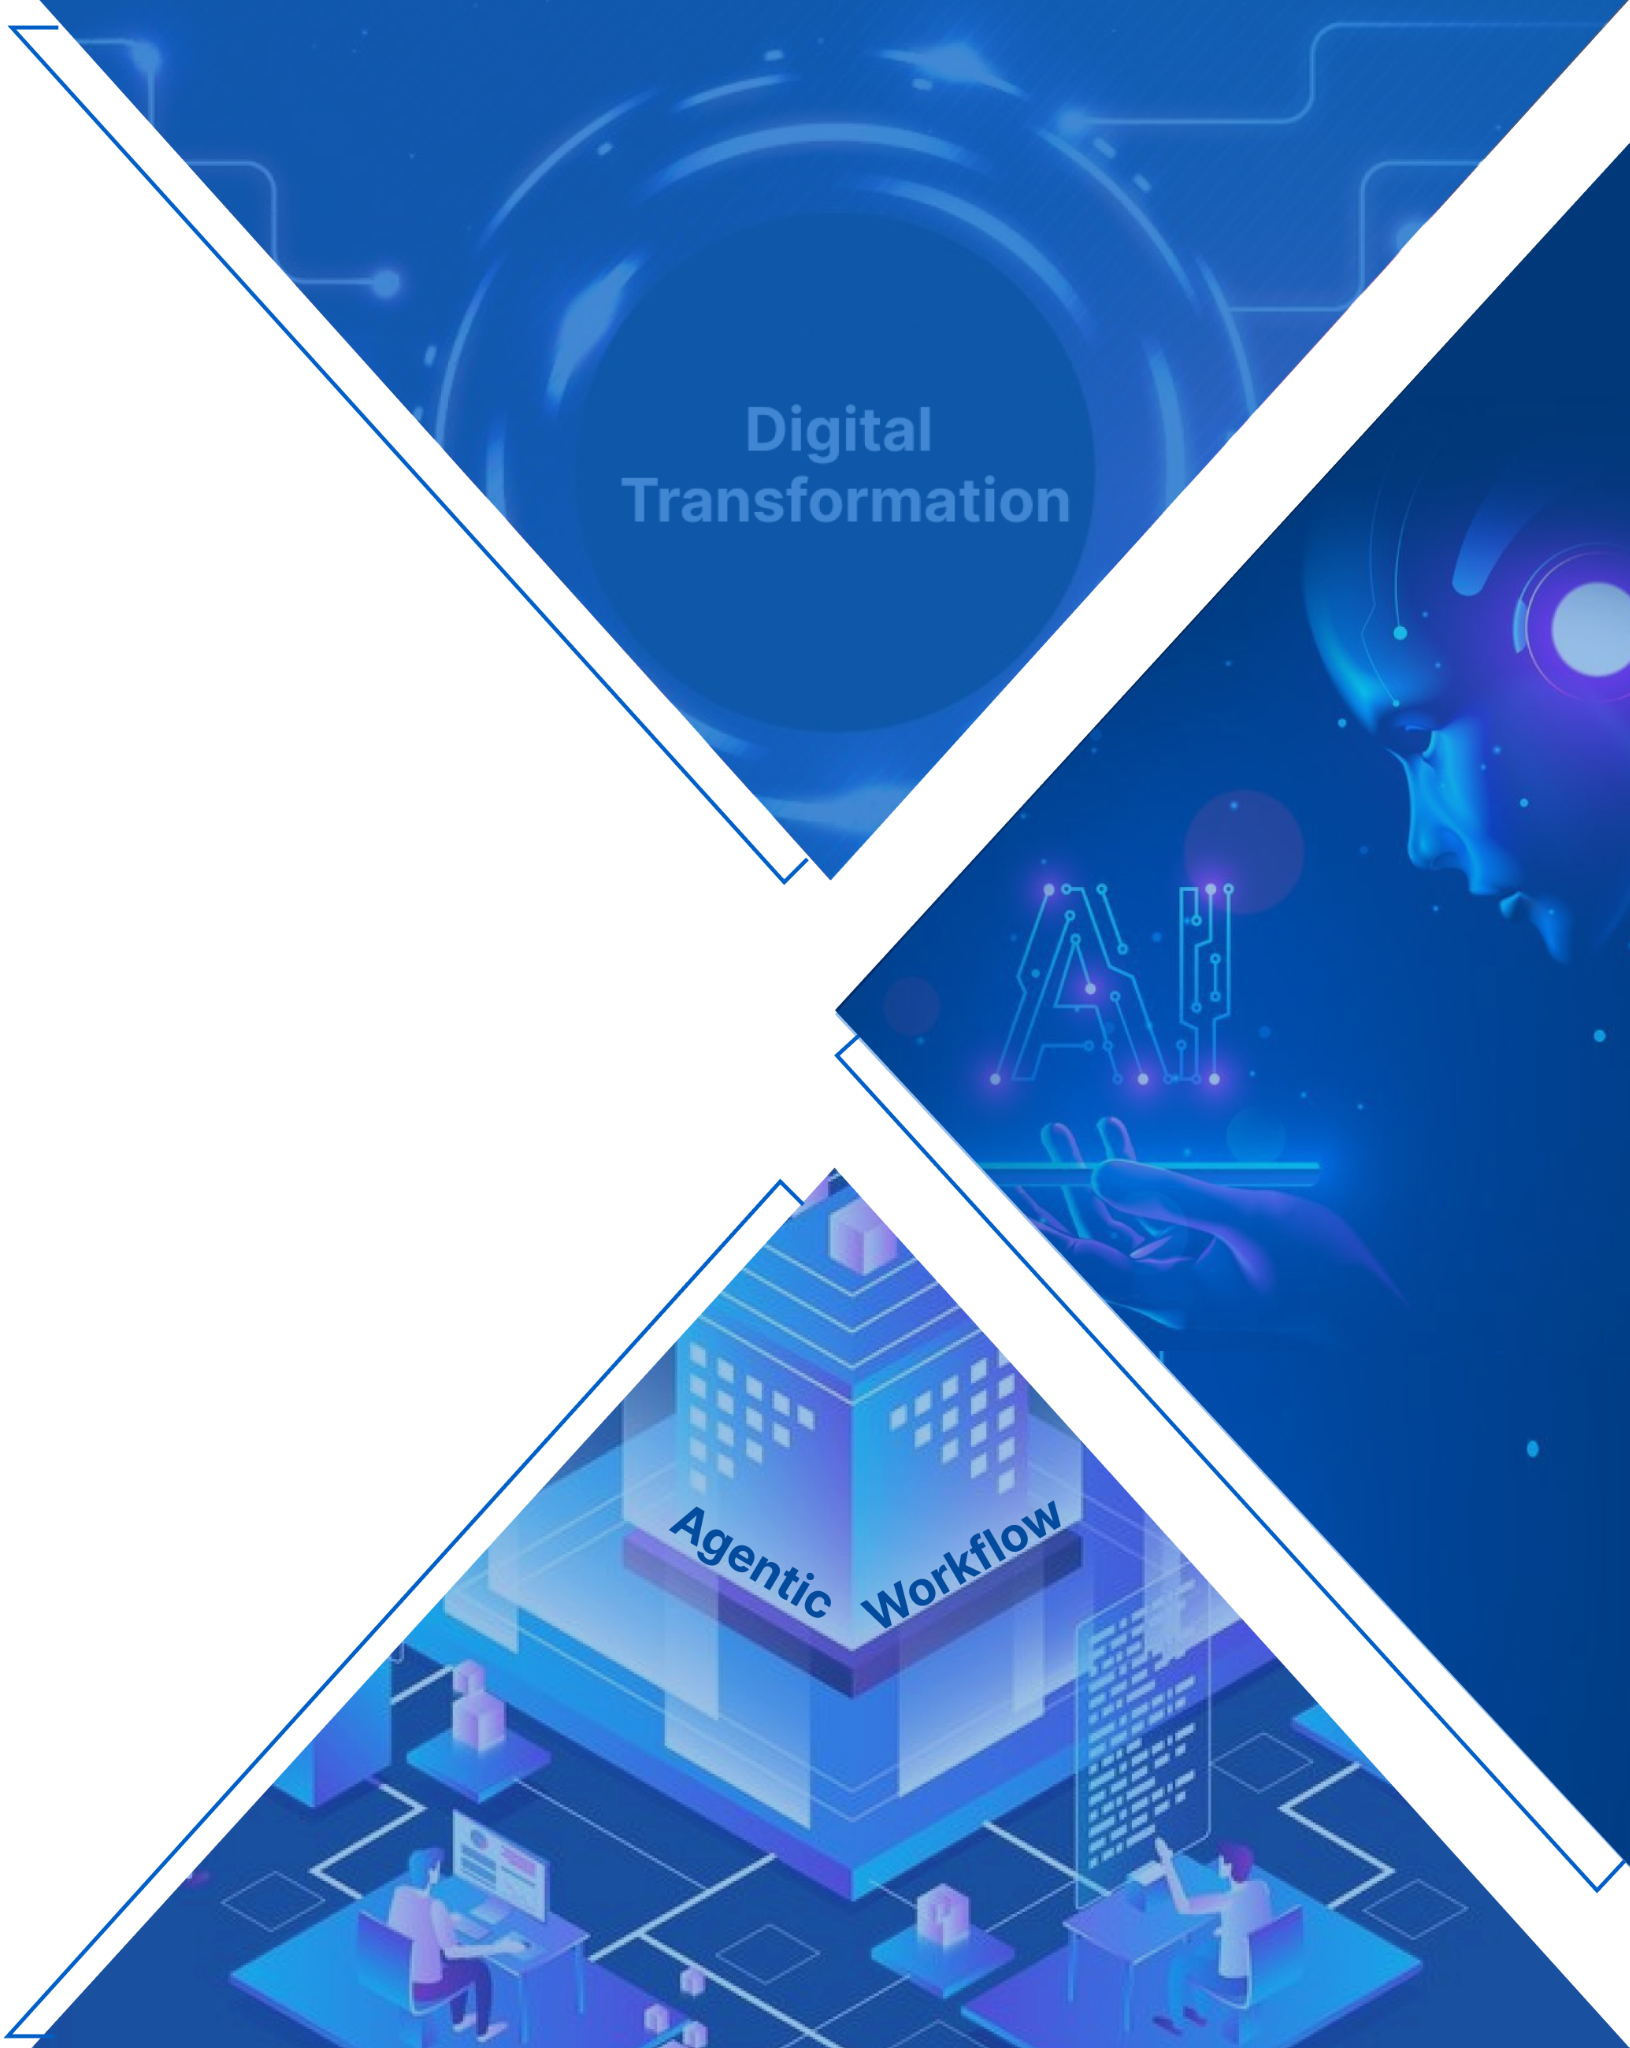 Digital
Transformation
AI
Agentic Workflow